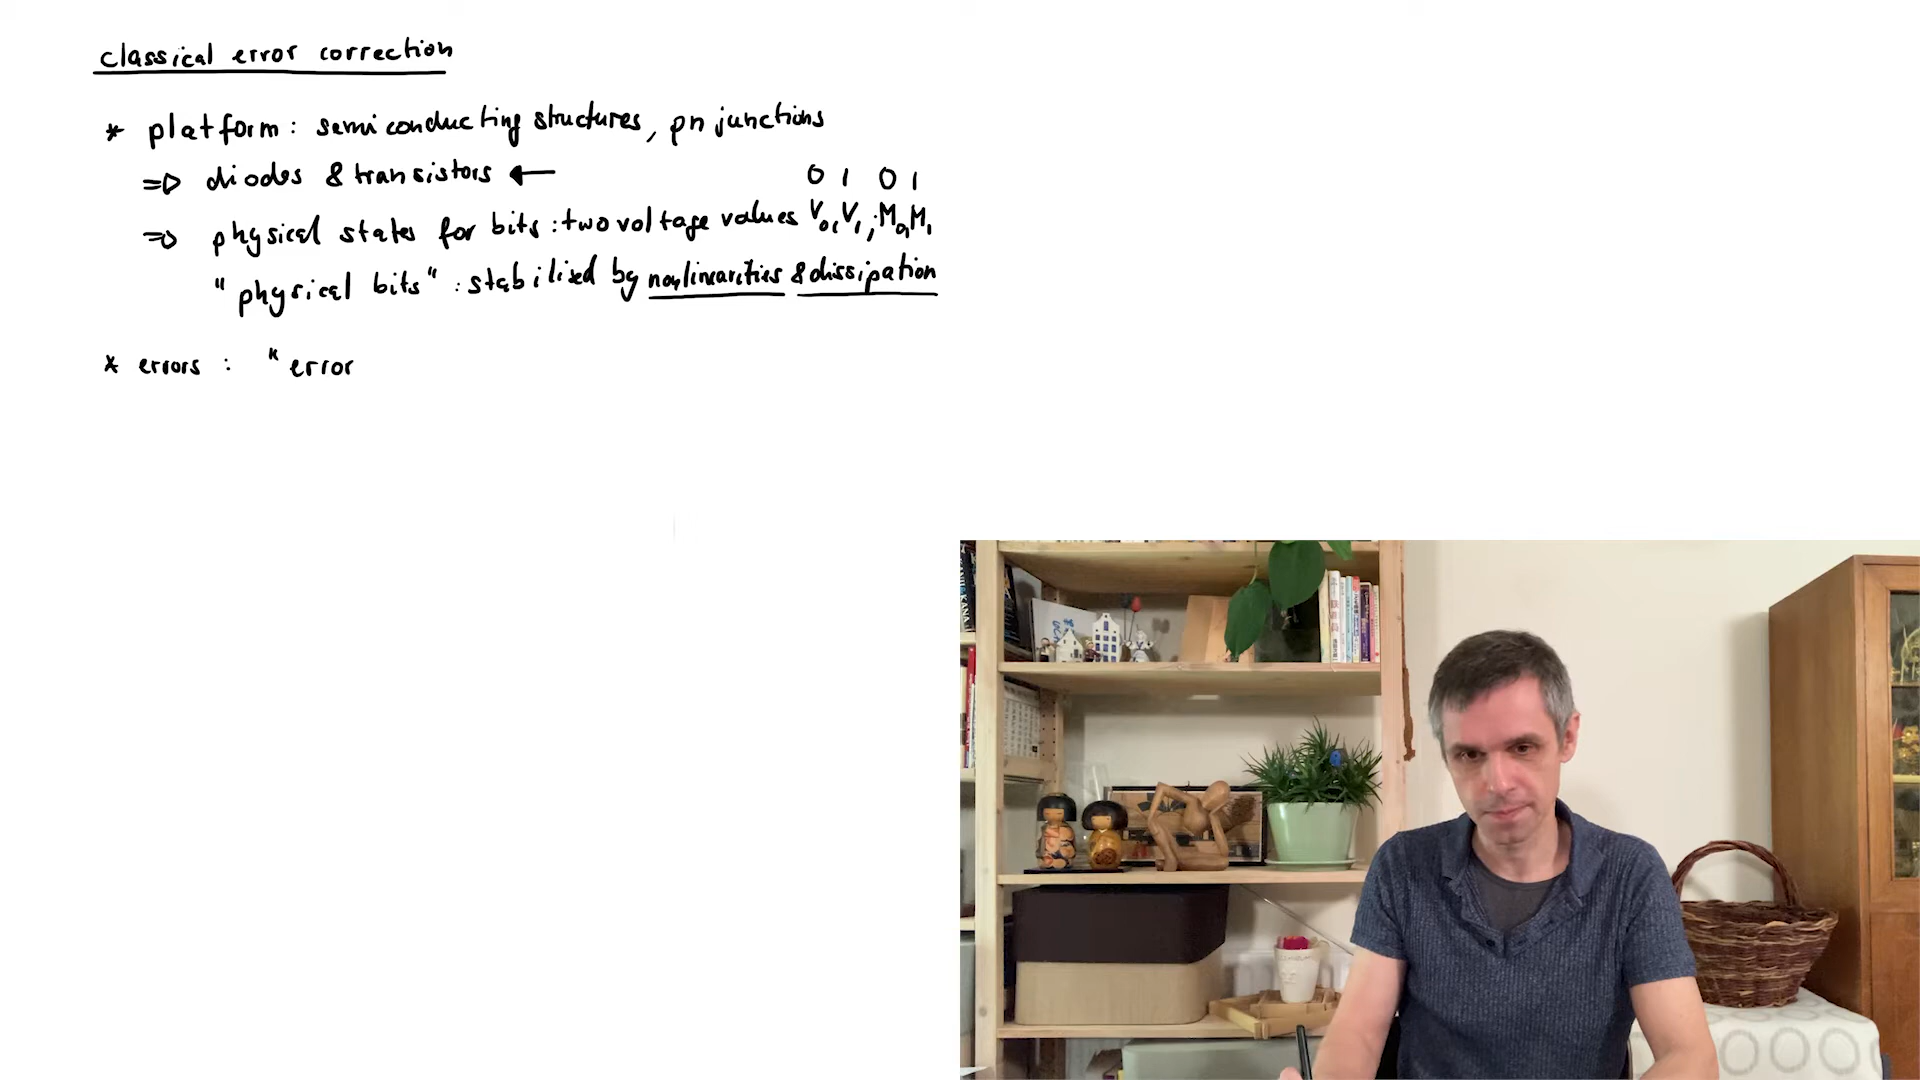 classical error correction
* platform: semiconducting structures, pn junctions
=> diodes & transistors ←
0 1 0 1
=> physical states for bits: two voltage values V₀, V₁; M₀, M₁
"physical bits": stabilized by nonlinearities & dissipation
* errors: "error